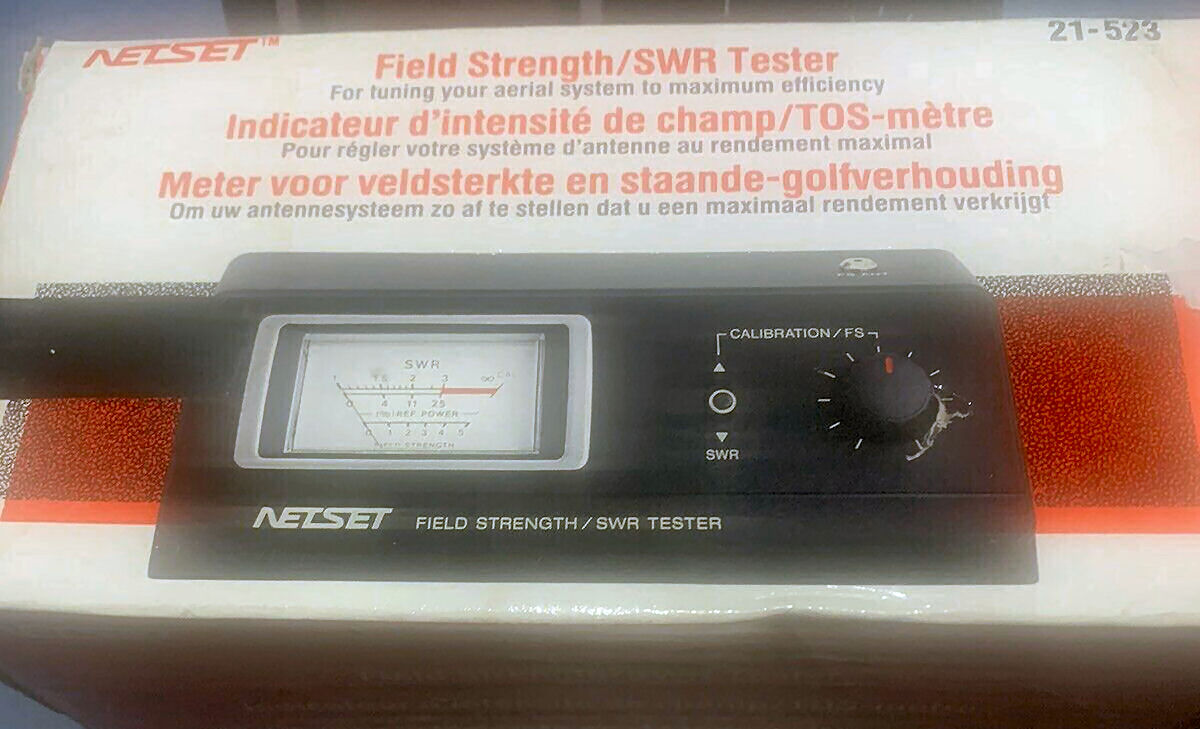 NETSET™
21-523
Field Strength/SWR Tester
For tuning your aerial system to maximum efficiency
Indicateur d'intensité de champ/TOS-mètre
Pour régler votre système d'antenne au rendement maximal
Meter voor veldsterkte en staande-golfverhouding
Om uw antennesysteem zo af te stellen dat u een maximaal rendement verkrijgt
CALIBRATION/FS
SWR
1 1.5 2 3 ∞ CAL
0 4 11 25
REF. POWER
0 1 2 3 4 5
FIELD STRENGTH
SWR
NETSET FIELD STRENGTH/SWR TESTER